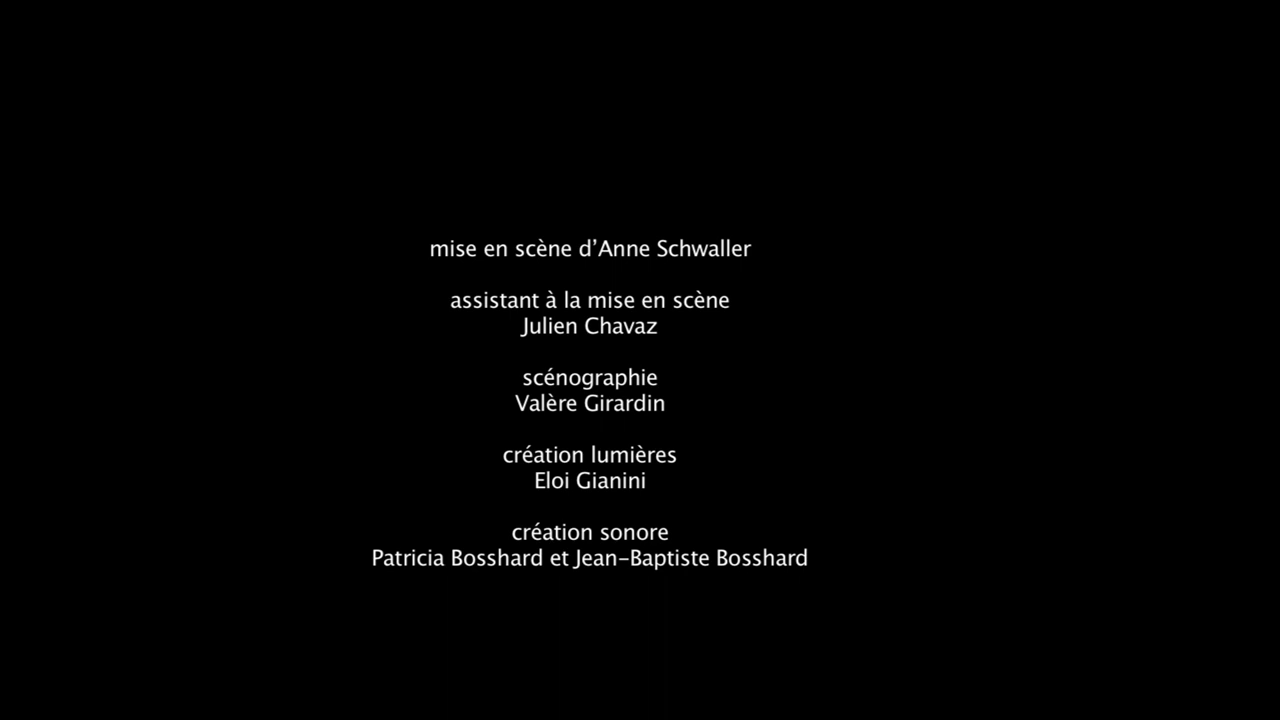 mise en scène d’Anne Schwaller
assistant à la mise en scène
Julien Chavaz
scénographie
Valère Girardin
création lumières
Eloi Gianini
création sonore
Patricia Bosshard et Jean-Baptiste Bosshard